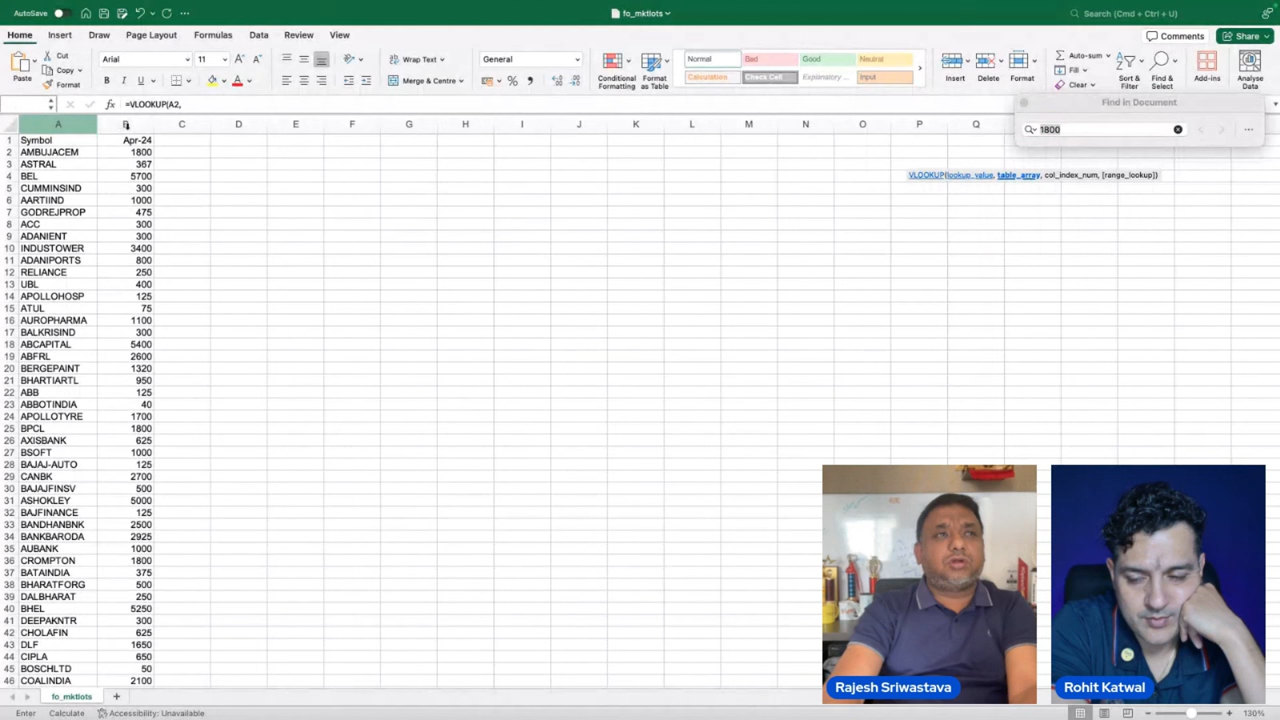 AutoSave
fo_mktlots
Search (Cmd + Ctrl + U)
Home Insert Draw Page Layout Formulas Data Review View
Comments Share
Paste
Cut
Copy
Format
Arial 11
B I U
Wrap Text
Merge & Centre
General
Conditional Formatting
Format as Table
Normal Bad Good Neutral
Calculation Check Cell Explanatory ... Input
Insert Delete Format
Auto-sum
Fill
Clear
Sort & Filter
Find & Select
Add-ins
Analyse Data
fx =VLOOKUP(A2,
Find in Document
1800
A B C D E F G H I J K L M N O P Q
VLOOKUP(lookup_value, table_array, col_index_num, [range_lookup])
1 Symbol Apr-24
2 AMBUJACEM 1800
3 ASTRAL 367
4 BEL 5700
5 CUMMINSIND 300
6 AARTIIND 1000
7 GODREJPROP 475
8 ACC 300
9 ADANIENT 300
10 INDUSTOWER 3400
11 ADANIPORTS 800
12 RELIANCE 250
13 UBL 400
14 APOLLOHOSP 125
15 ATUL 75
16 AUROPHARMA 1100
17 BALKRISIND 300
18 ABCAPITAL 5400
19 ABFRL 2600
20 BERGEPAINT 1320
21 BHARTIARTL 950
22 ABB 125
23 ABBOTINDIA 40
24 APOLLOTYRE 1700
25 BPCL 1800
26 AXISBANK 625
27 BSOFT 1000
28 BAJAJ-AUTO 125
29 CANBK 2700
30 BAJAJFINSV 500
31 ASHOKLEY 5000
32 BAJFINANCE 125
33 BANDHANBNK 2500
34 BANKBARODA 2925
35 AUBANK 1000
36 CROMPTON 1800
37 BATAINDIA 375
38 BHARATFORG 500
39 DALBHARAT 250
40 BHEL 5250
41 DEEPAKNTR 300
42 CHOLAFIN 625
43 DLF 1650
44 CIPLA 650
45 BOSCHLTD 50
46 COALINDIA 2100
Rajesh Sriwastava
Rohit Katwal
fo_mktlots
Enter Calculate Accessibility: Unavailable
130%